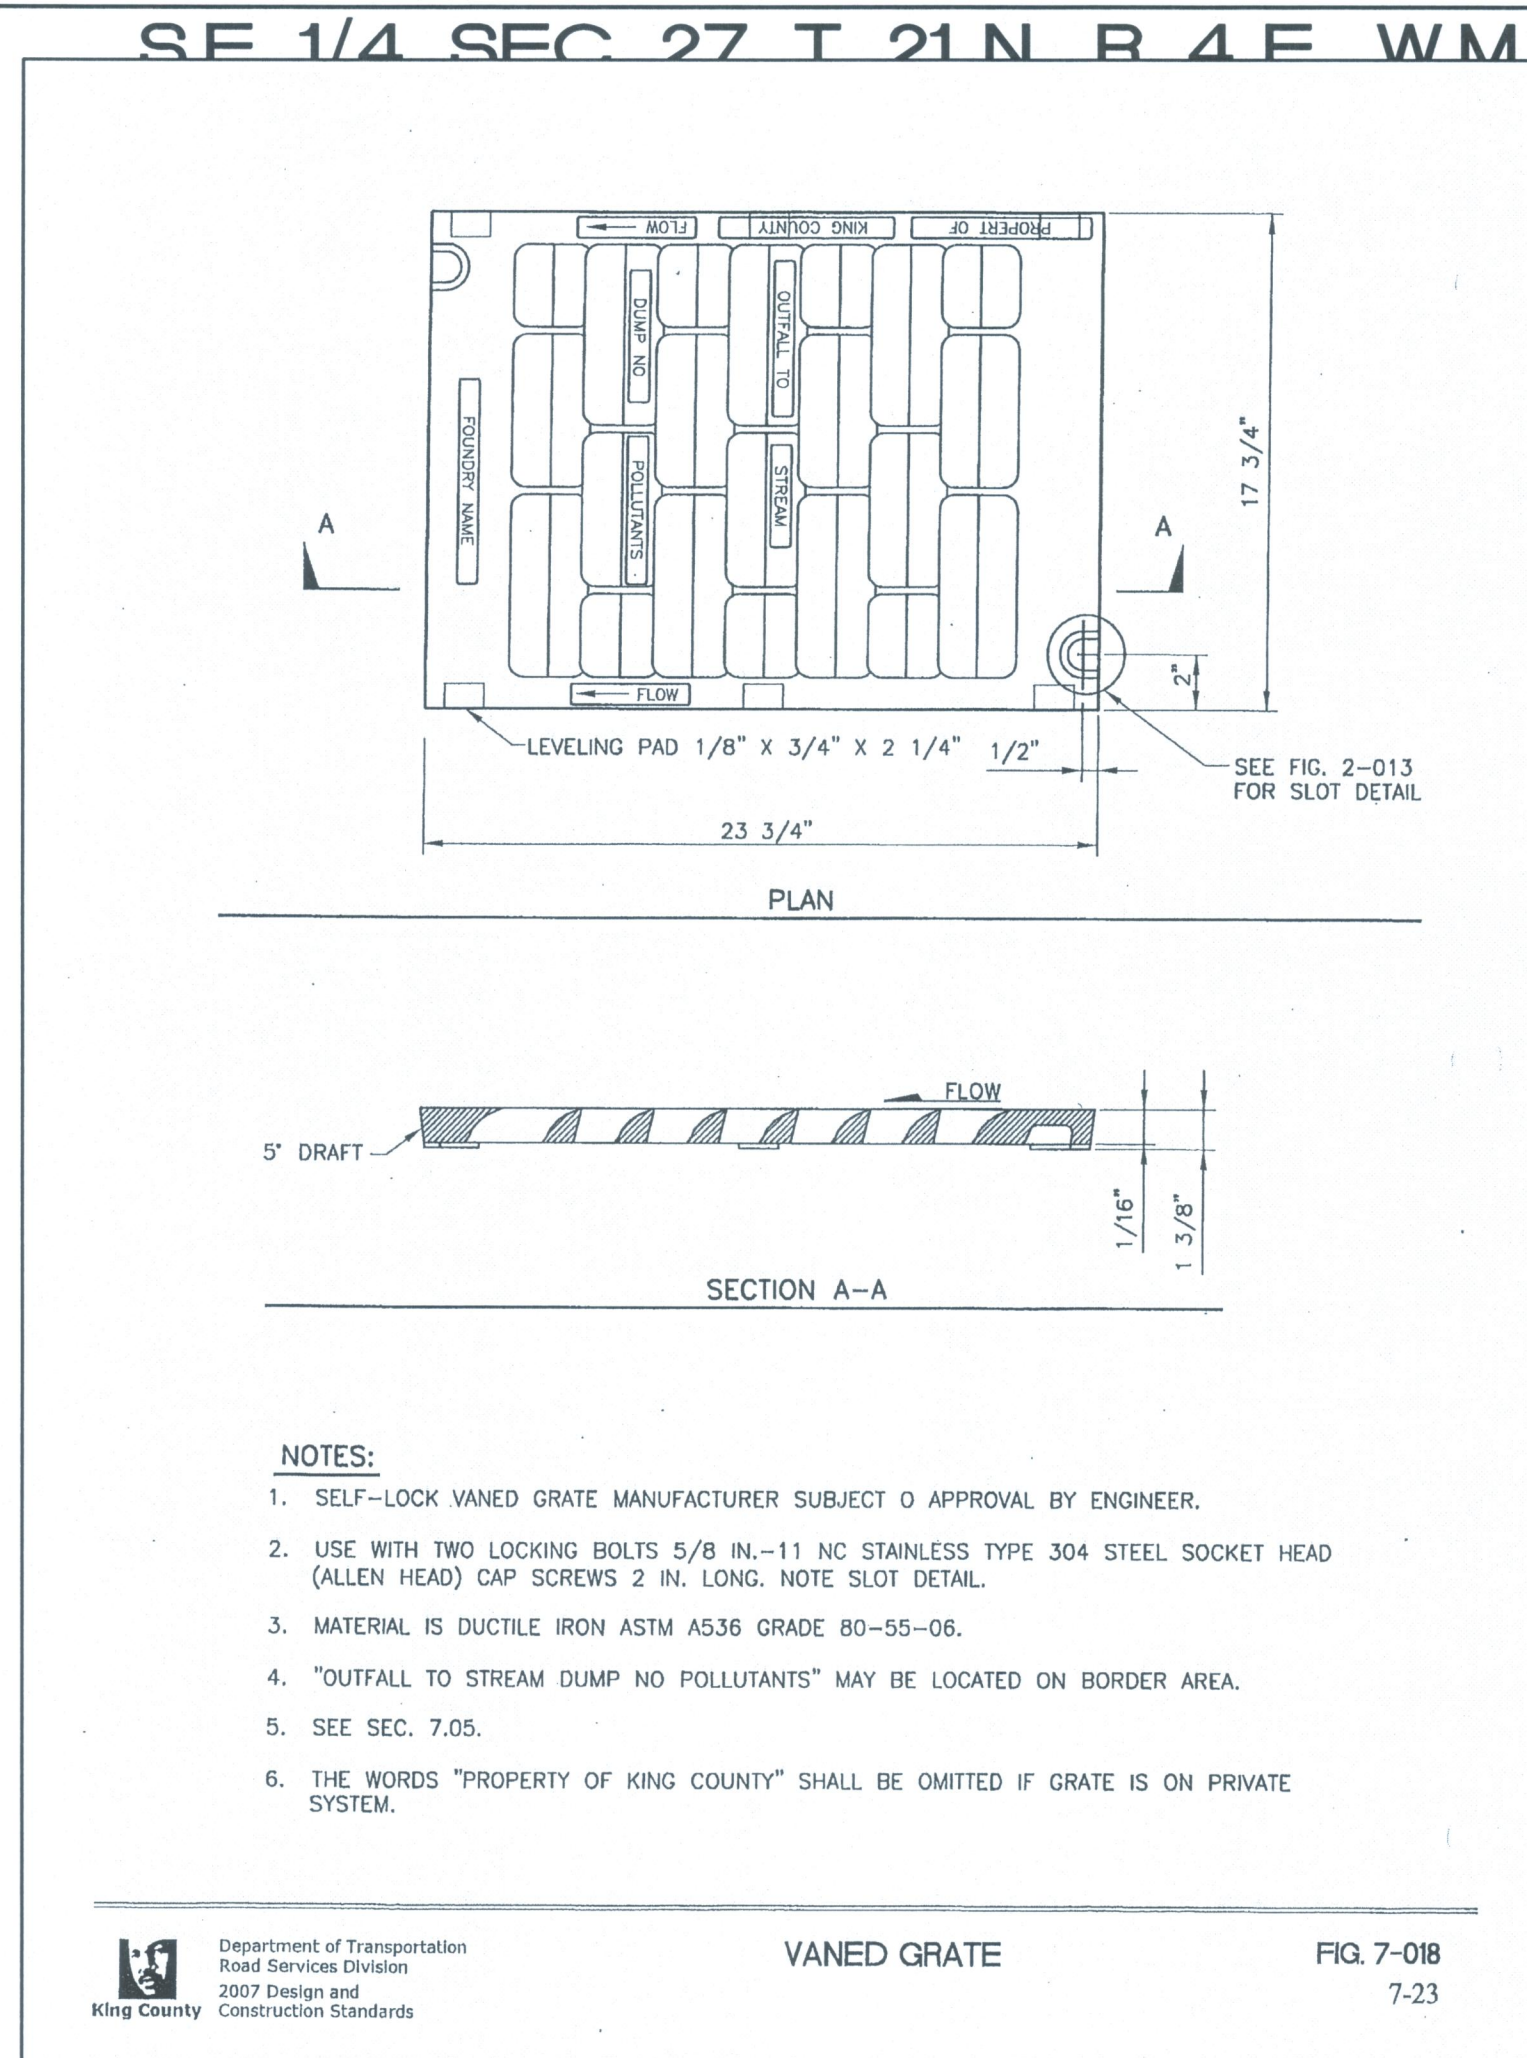 SE 1/4 SEC 27 T 21 N R 4 E WM
FLOW
KING COUNTY
PROPERT OF
DUMP NO
OUTFALL TO
FOUNDRY NAME
POLLUTANTS
STREAM
17 3/4"
A
A
2"
FLOW
LEVELING PAD 1/8" X 3/4" X 2 1/4"
1/2"
SEE FIG. 2-013
FOR SLOT DETAIL
23 3/4"
PLAN
FLOW
5° DRAFT
1/16"
1 3/8"
SECTION A-A
NOTES:
1. SELF-LOCK VANED GRATE MANUFACTURER SUBJECT O APPROVAL BY ENGINEER.
2. USE WITH TWO LOCKING BOLTS 5/8 IN.-11 NC STAINLESS TYPE 304 STEEL SOCKET HEAD
(ALLEN HEAD) CAP SCREWS 2 IN. LONG. NOTE SLOT DETAIL.
3. MATERIAL IS DUCTILE IRON ASTM A536 GRADE 80-55-06.
4. "OUTFALL TO STREAM DUMP NO POLLUTANTS" MAY BE LOCATED ON BORDER AREA.
5. SEE SEC. 7.05.
6. THE WORDS "PROPERTY OF KING COUNTY" SHALL BE OMITTED IF GRATE IS ON PRIVATE
SYSTEM.
King County
Department of Transportation
Road Services Division
2007 Design and
Construction Standards
VANED GRATE
FIG. 7-018
7-23